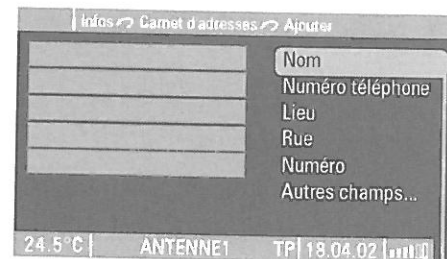 Infos Carnet d'adresses Ajouter
Nom
Numéro téléphone
Lieu
Rue
Numéro
Autres champs...
24.5°C ANTENNE1 TP 18.04.02